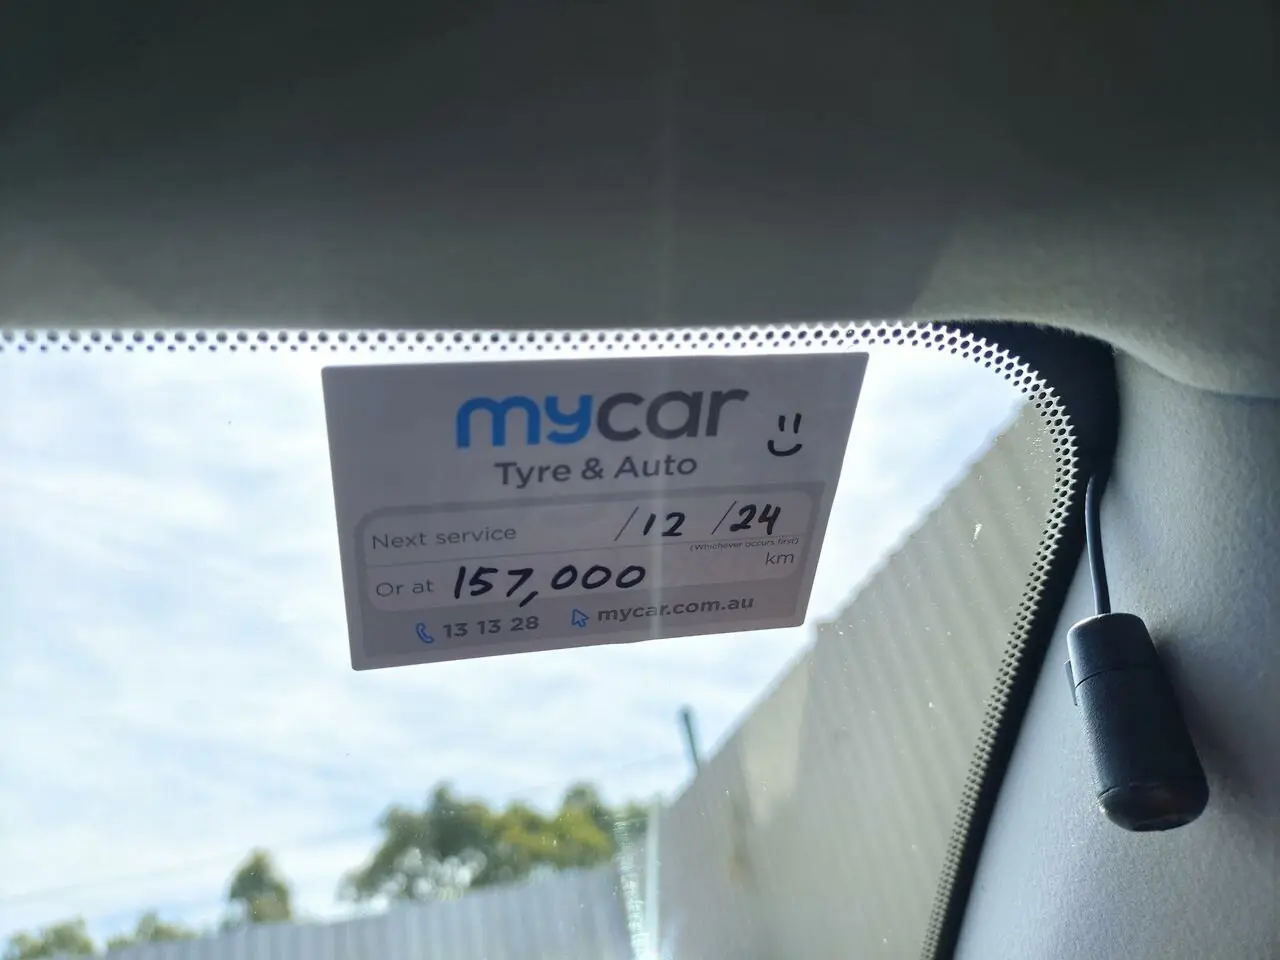 mycar
Tyre & Auto
Next service /12 /24
(Whichever occurs first)
Or at 157,000 km
13 13 28 mycar.com.au